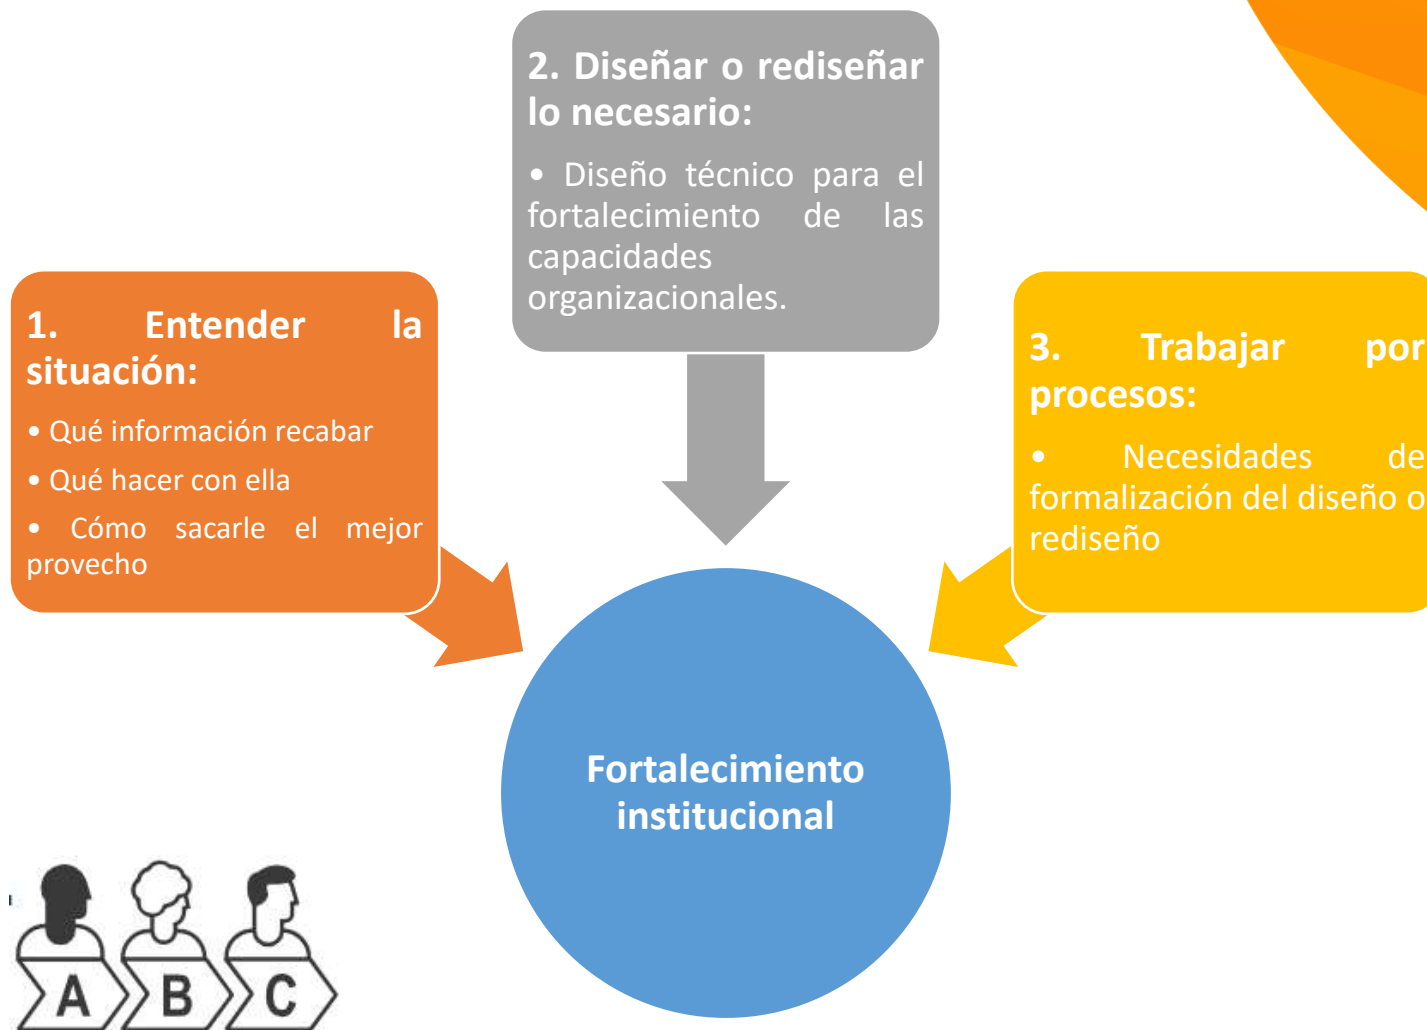 1. Entender la
situación:
• Qué información recabar
• Qué hacer con ella
• Cómo sacarle el mejor
provecho
2. Diseñar o rediseñar
lo necesario:
• Diseño técnico para el
fortalecimiento de las
capacidades
organizacionales.
3. Trabajar por
procesos:
• Necesidades de
formalización del diseño o
rediseño
Fortalecimiento
institucional
A B C